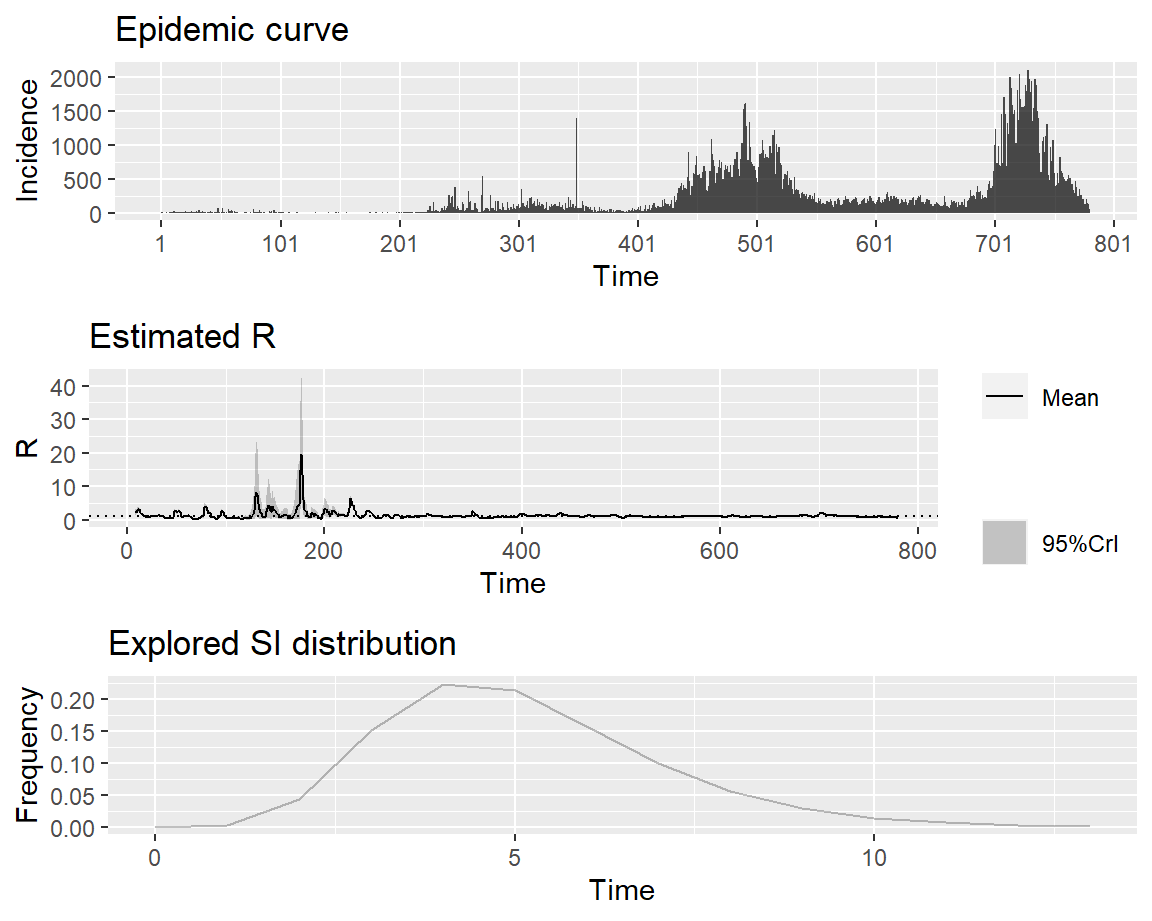 Epidemic curve
2000
1500
1000
500
0
Incidence
1 101 201 301 401 501 601 701 801
Time
Estimated R
40
30
20
10
0
R
0 200 400 600 800
Time
Mean
95%CrI
Explored SI distribution
0.20
0.15
0.10
0.05
0.00
Frequency
0 5 10
Time